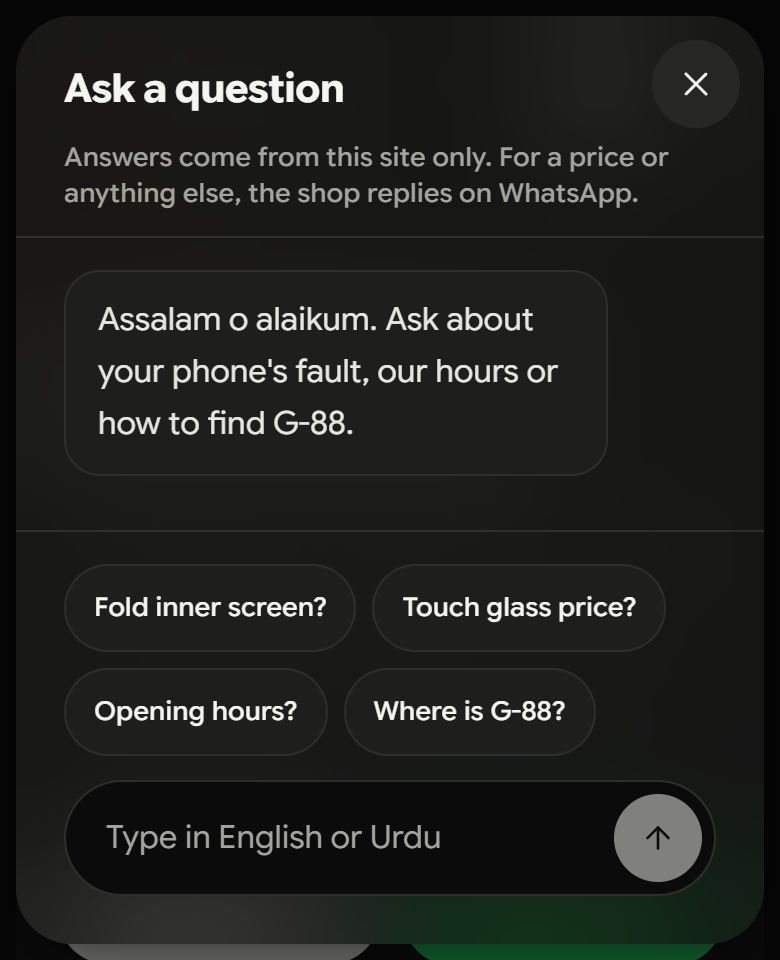 Ask a question
Answers come from this site only. For a price or
anything else, the shop replies on WhatsApp.
Assalam o alaikum. Ask about
your phone's fault, our hours or
how to find G-88.
Fold inner screen?
Touch glass price?
Opening hours?
Where is G-88?
Type in English or Urdu